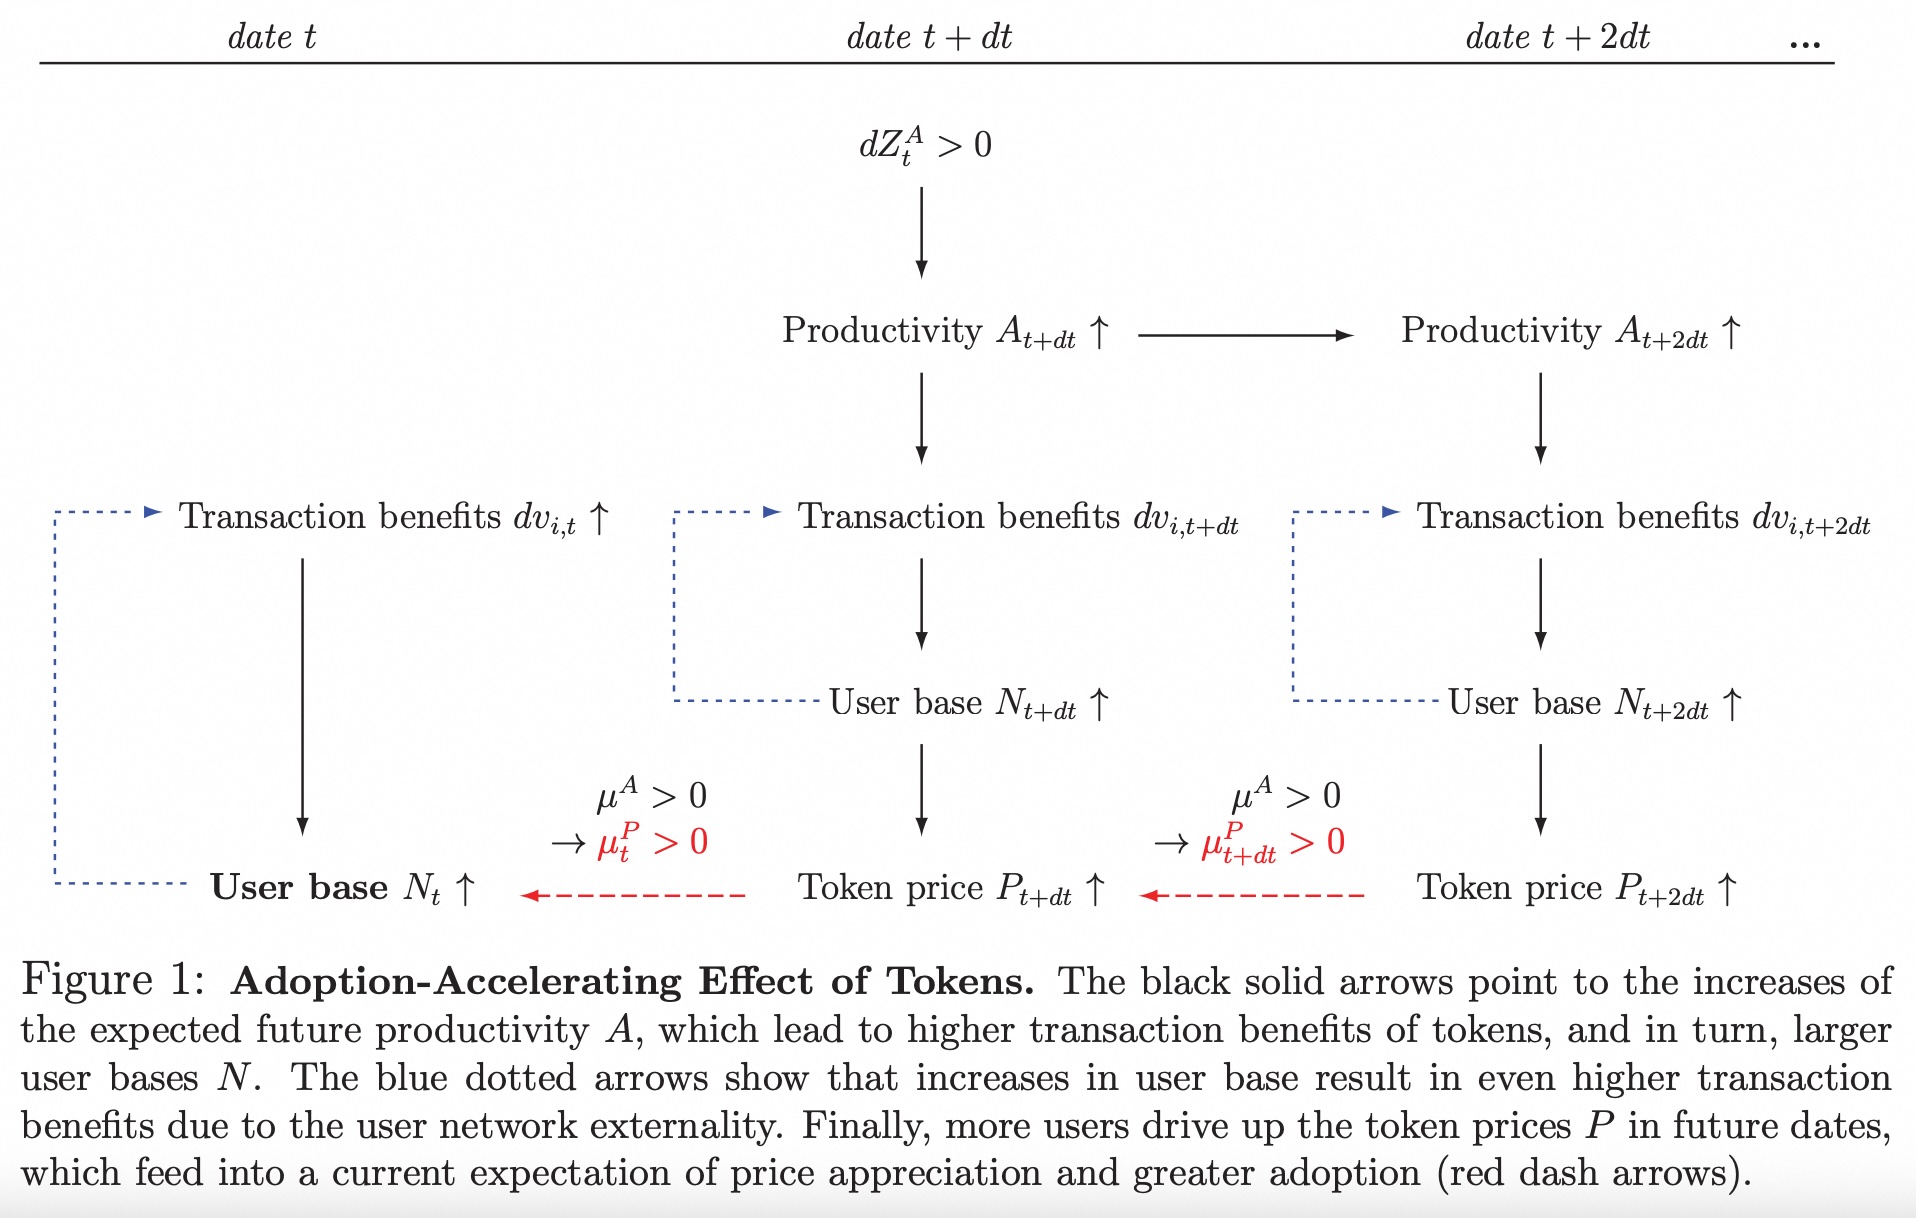 date t date t + dt date t + 2dt ...
dZ_t^A > 0
Productivity A_{t+dt} ↑ Productivity A_{t+2dt} ↑
Transaction benefits dv_{i,t} ↑ Transaction benefits dv_{i,t+dt} Transaction benefits dv_{i,t+2dt}
User base N_{t+dt} ↑ User base N_{t+2dt} ↑
μ^A > 0 μ^A > 0
→ μ_t^P > 0 → μ_{t+dt}^P > 0
User base N_t ↑ Token price P_{t+dt} ↑ Token price P_{t+2dt} ↑
Figure 1: Adoption-Accelerating Effect of Tokens. The black solid arrows point to the increases of
the expected future productivity A, which lead to higher transaction benefits of tokens, and in turn, larger
user bases N. The blue dotted arrows show that increases in user base result in even higher transaction
benefits due to the user network externality. Finally, more users drive up the token prices P in future dates,
which feed into a current expectation of price appreciation and greater adoption (red dash arrows).